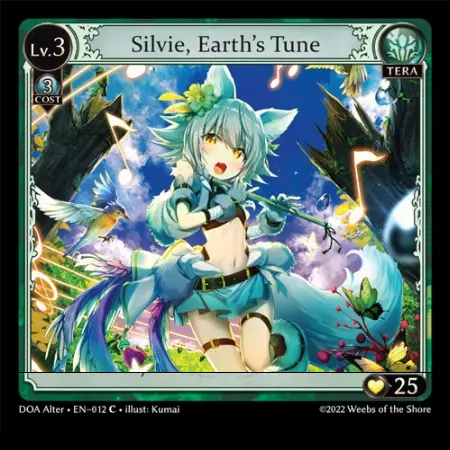 Lv.3
Silvie, Earth's Tune
TERA
3
COST
25
DOA Alter • EN-012 C • illust: Kumai
©2022 Weebs of the Shore